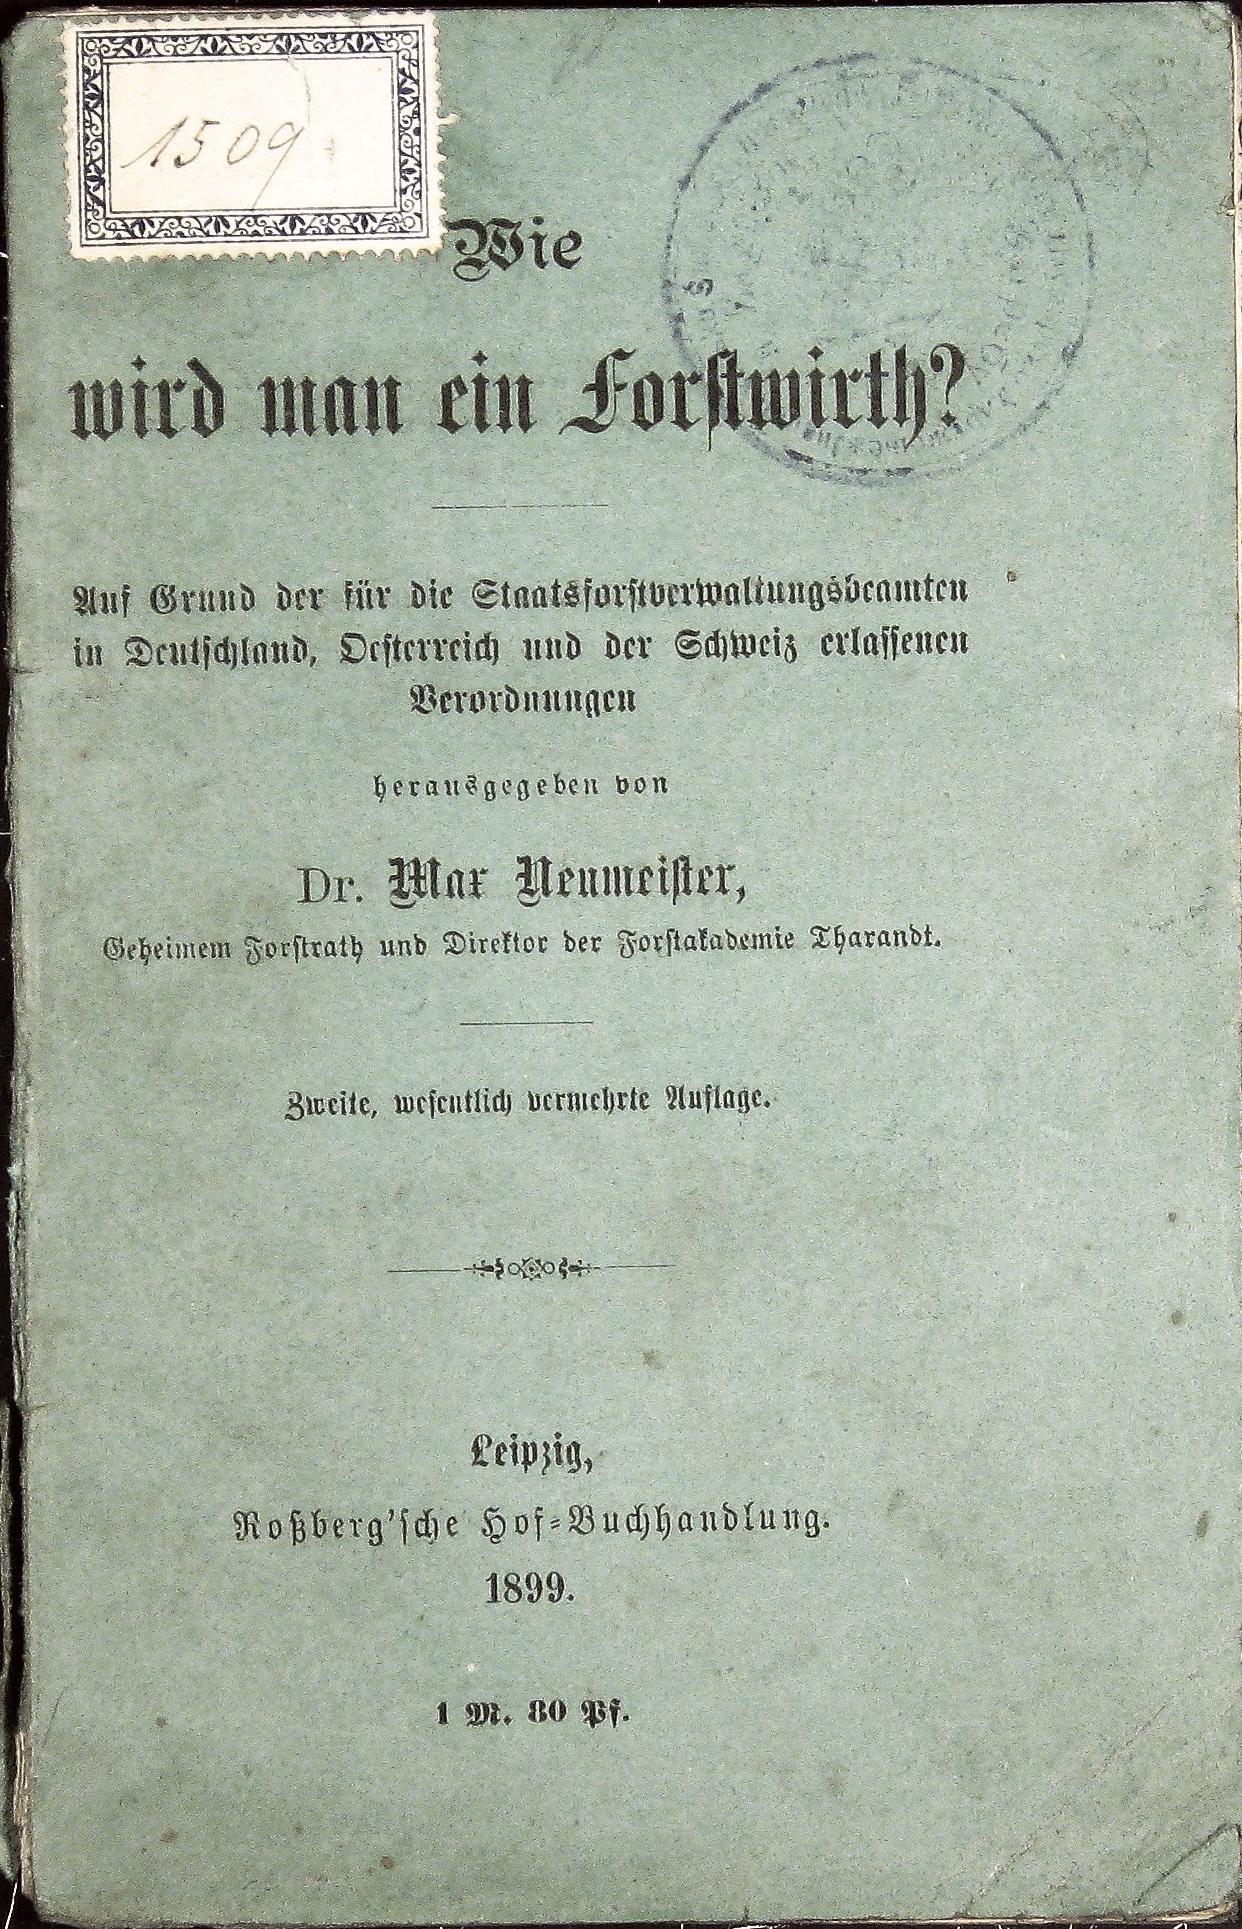 1509
Wie
wird man ein Forstwirth?
Auf Grund der für die Staatsforstverwaltungsbeamten
in Deutschland, Oesterreich und der Schweiz erlassenen
Verordnungen
herausgegeben von
Dr. Max Neumeister,
Geheimem Forstrath und Direktor der Forstakademie Tharandt.
Zweite, wesentlich vermehrte Auflage.
Leipzig,
Roßberg'sche Hof-Buchhandlung.
1899.
1 M. 80 Pf.